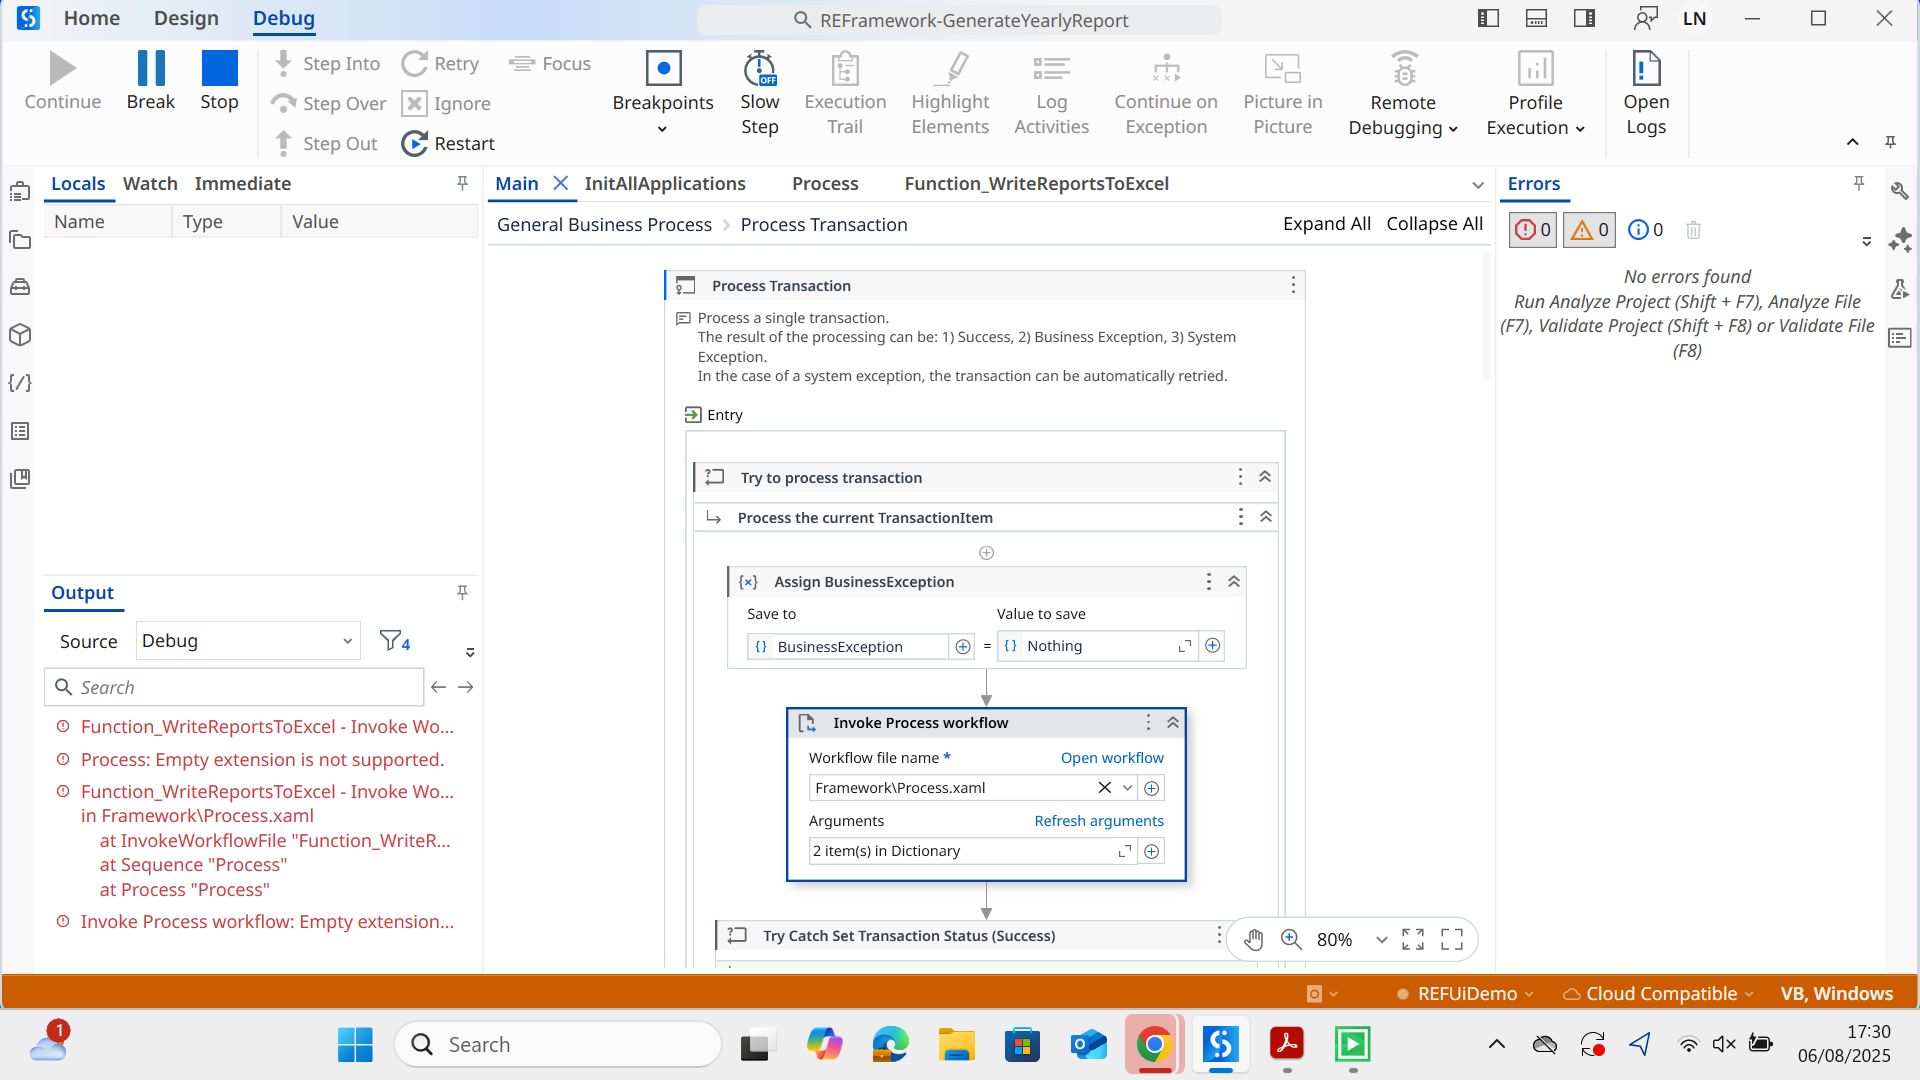 Home Design Debug
REFramework-GenerateYearlyReport
LN
Continue
Break
Stop
Step Into
Step Over
Step Out
Retry
Ignore
Restart
Focus
Breakpoints
OFF
Slow
Step
Execution
Trail
Highlight
Elements
Log
Activities
Continue on
Exception
Picture in
Picture
Remote
Debugging
Profile
Execution
Open
Logs
Locals Watch Immediate
Name Type Value
Main InitAllApplications Process Function_WriteReportsToExcel
General Business Process Process Transaction
Expand All Collapse All
Process Transaction
Process a single transaction.
The result of the processing can be: 1) Success, 2) Business Exception, 3) System
Exception.
In the case of a system exception, the transaction can be automatically retried.
Entry
Try to process transaction
Process the current TransactionItem
Assign BusinessException
Save to Value to save
BusinessException = Nothing
Invoke Process workflow
Workflow file name * Open workflow
Framework\Process.xaml
Arguments Refresh arguments
2 item(s) in Dictionary
Try Catch Set Transaction Status (Success)
80%
Errors
0 0 0
No errors found
Run Analyze Project (Shift + F7), Analyze File
(F7), Validate Project (Shift + F8) or Validate File
(F8)
Output
Source Debug 4
Search
Function_WriteReportsToExcel - Invoke Wo...
Process: Empty extension is not supported.
Function_WriteReportsToExcel - Invoke Wo...
in Framework\Process.xaml
at InvokeWorkflowFile "Function_WriteR...
at Sequence "Process"
at Process "Process"
Invoke Process workflow: Empty extension...
REFUiDemo Cloud Compatible VB, Windows
1
Search
17:30
06/08/2025